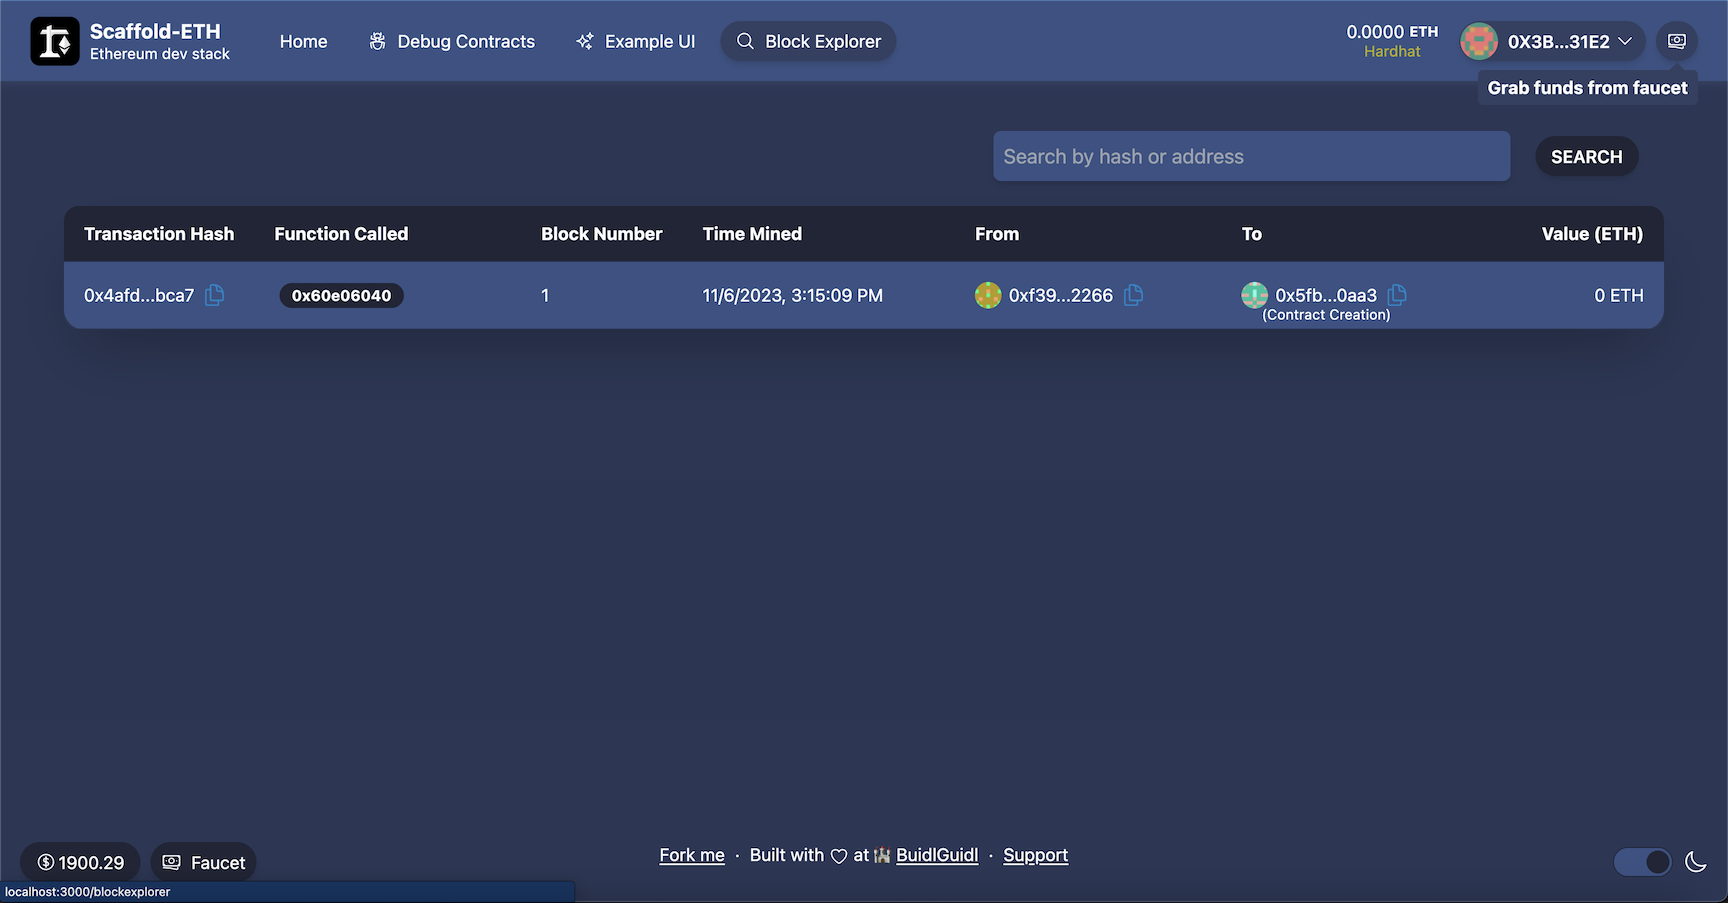 Scaffold-ETH
Ethereum dev stack
Home
Debug Contracts
Example UI
Block Explorer
0.0000 ETH
Hardhat
0X3B...31E2
Grab funds from faucet
Search by hash or address
SEARCH
Transaction Hash Function Called Block Number Time Mined From To Value (ETH)
0x4afd...bca7 0x60e06040 1 11/6/2023, 3:15:09 PM 0xf39...2266 0x5fb...0aa3 0 ETH
(Contract Creation)
1900.29
Faucet
Fork me · Built with ♡ at 🏰 BuidlGuidl · Support
localhost:3000/blockexplorer